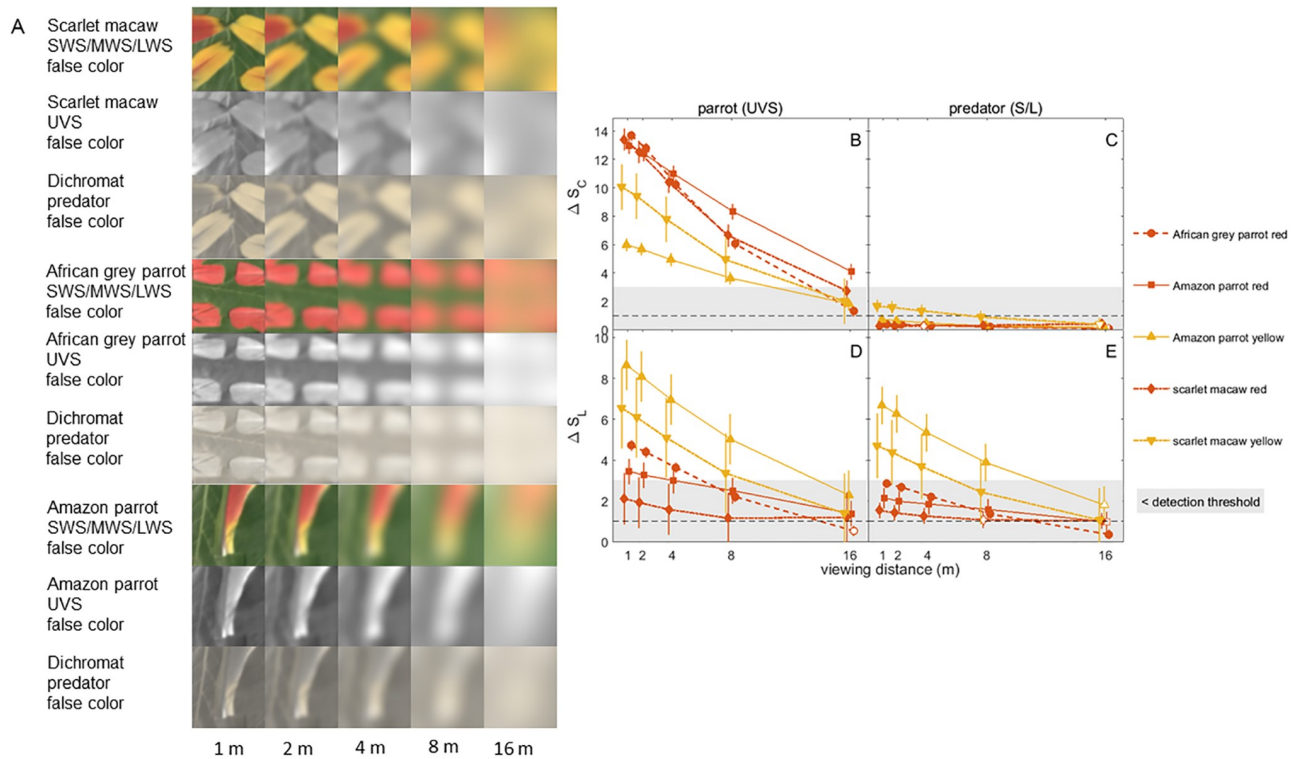 A
Scarlet macaw
SWS/MWS/LWS
false color
Scarlet macaw
UVS
false color
Dichromat
predator
false color
African grey parrot
SWS/MWS/LWS
false color
African grey parrot
UVS
false color
Dichromat
predator
false color
Amazon parrot
SWS/MWS/LWS
false color
Amazon parrot
UVS
false color
Dichromat
predator
false color
1 m 2 m 4 m 8 m 16 m
parrot (UVS) predator (S/L)
B C
14
12
10
8
6
4
2
0
Δ S_C
D E
10
8
6
4
2
0
Δ S_L
1 2 4 8 16 1 2 4 8 16
viewing distance (m)
African grey parrot red
Amazon parrot red
Amazon parrot yellow
scarlet macaw red
scarlet macaw yellow
< detection threshold